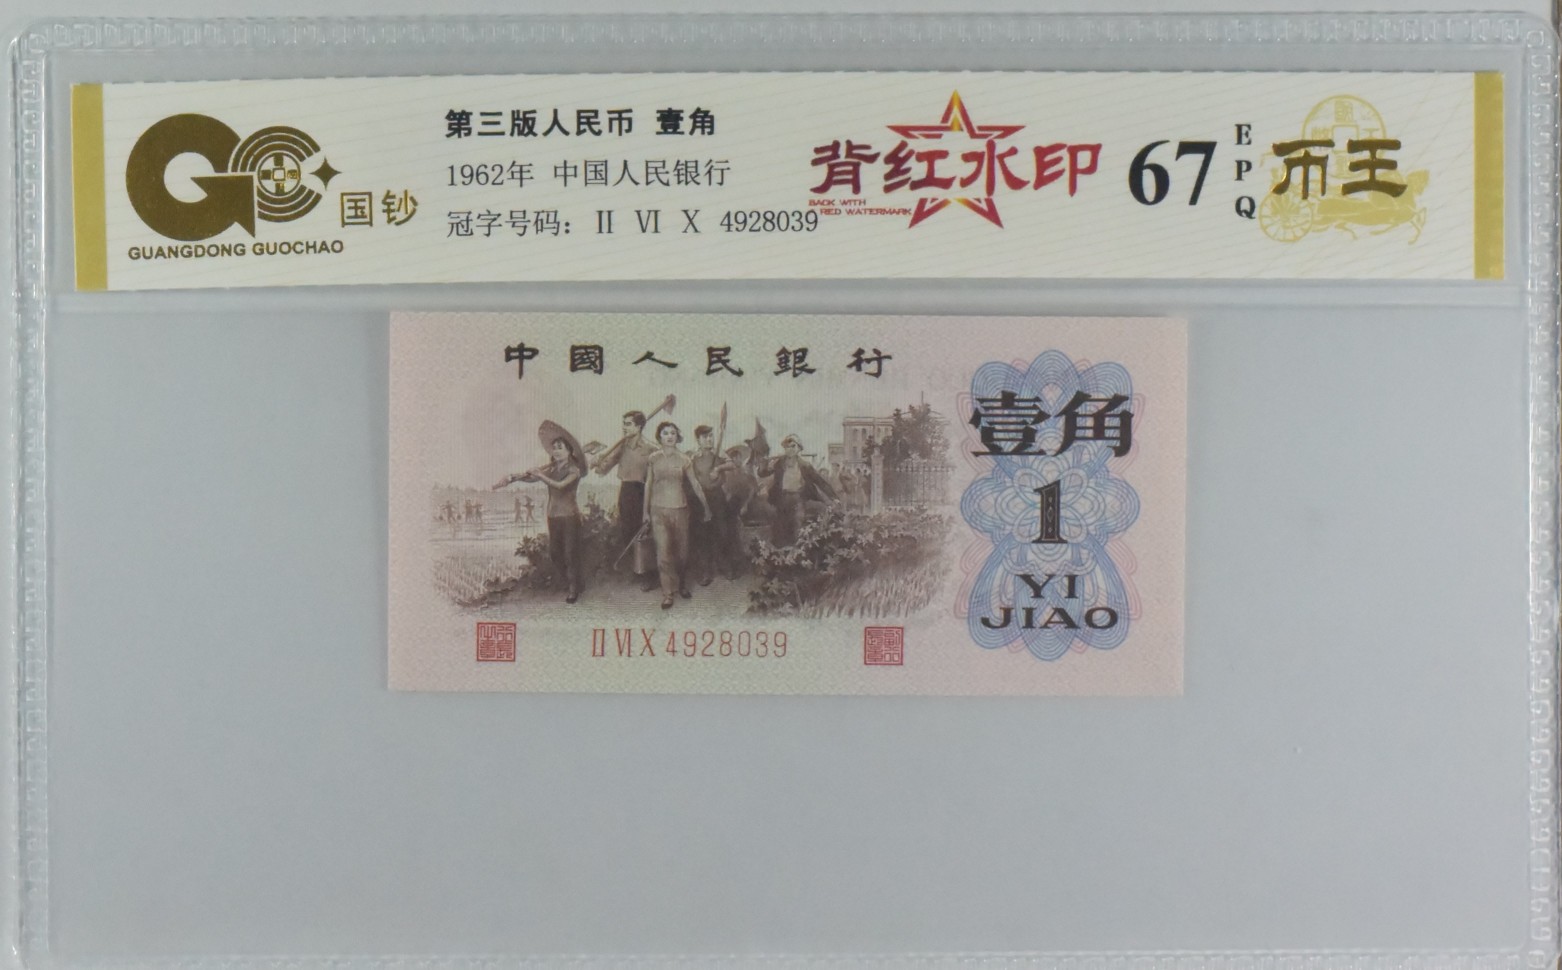 国钞
GUANGDONG GUOCHAO
第三版人民币 壹角
1962年 中国人民银行
冠字号码: II VI X 4928039
背红水印
BACK WITH
RED WATERMARK
67
EPQ
币王
中國人民銀行
壹角
1
YI
JIAO
II VI X 4928039